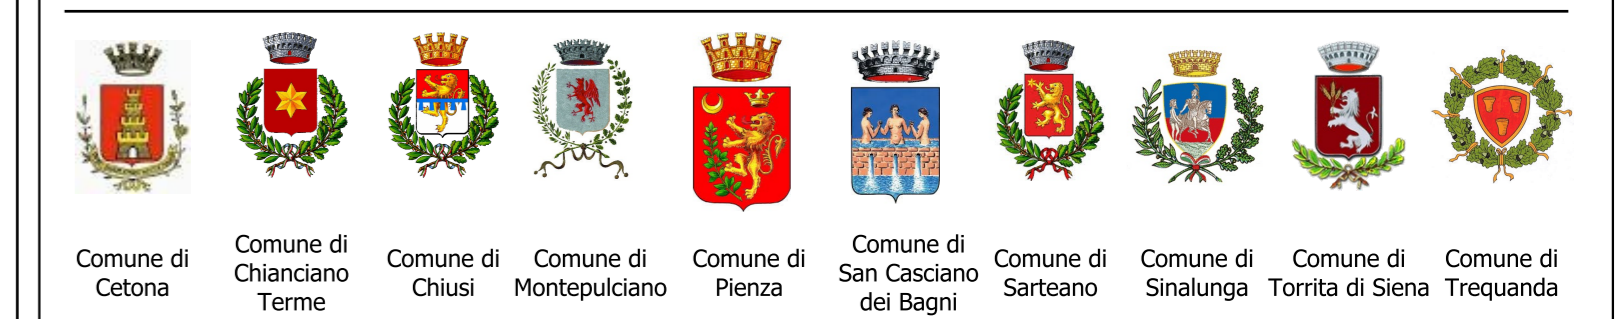 Comune di
Cetona
Comune di
Chianciano
Terme
Comune di
Chiusi
Comune di
Montepulciano
Comune di
Pienza
Comune di
San Casciano
dei Bagni
Comune di
Sarteano
Comune di
Sinalunga
Comune di
Torrita di Siena
Comune di
Trequanda